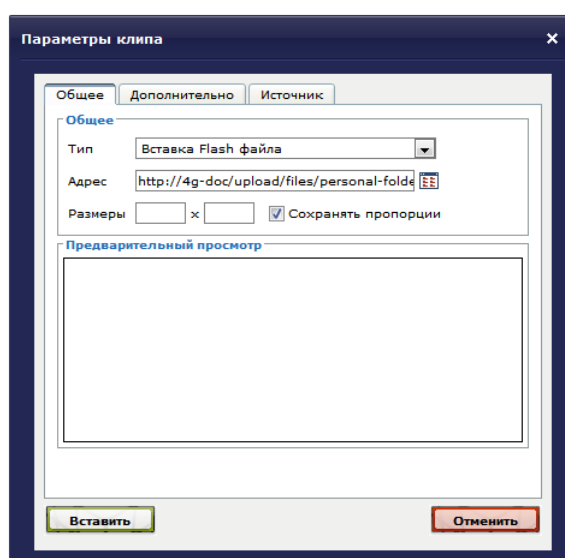 Параметры клипа
Общее Дополнительно Источник
Общее
Тип Вставка Flash файла
Адрес http://4g-doc/upload/files/personal-folde
Размеры x Сохранять пропорции
Предварительный просмотр
Вставить Отменить